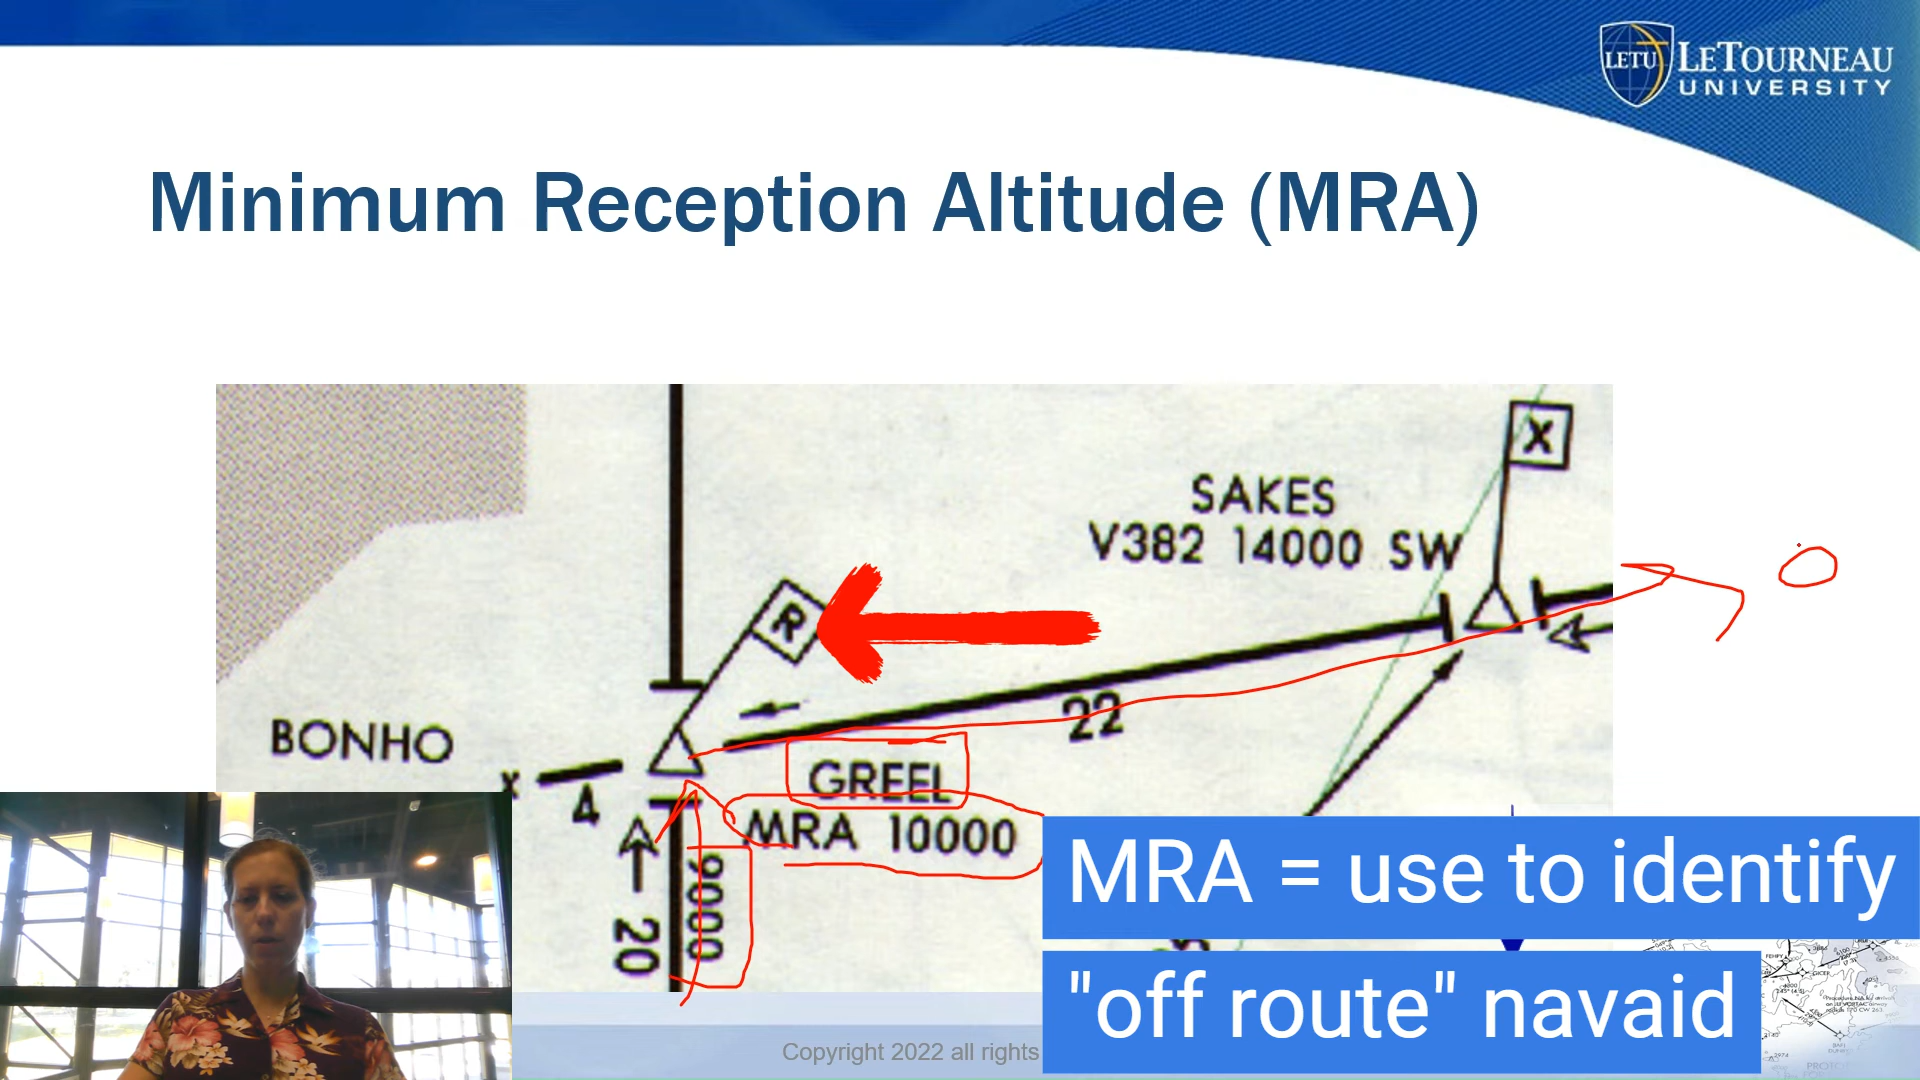 LETU
LETOURNEAU
UNIVERSITY
Minimum Reception Altitude (MRA)
X
SAKES
V382 14000 SW
R
22
BONHO
X
4
GREEL
MRA 10000
9000
20
MRA = use to identify
"off route" navaid
Copyright 2022 all rights